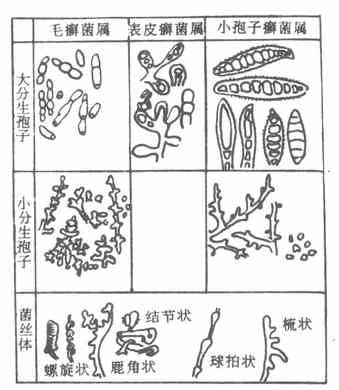 毛癣菌属 表皮癣菌属 小孢子癣菌属
大分生孢子
小分生孢子
菌丝体
结节状 梳状
螺旋状 鹿角状 球拍状